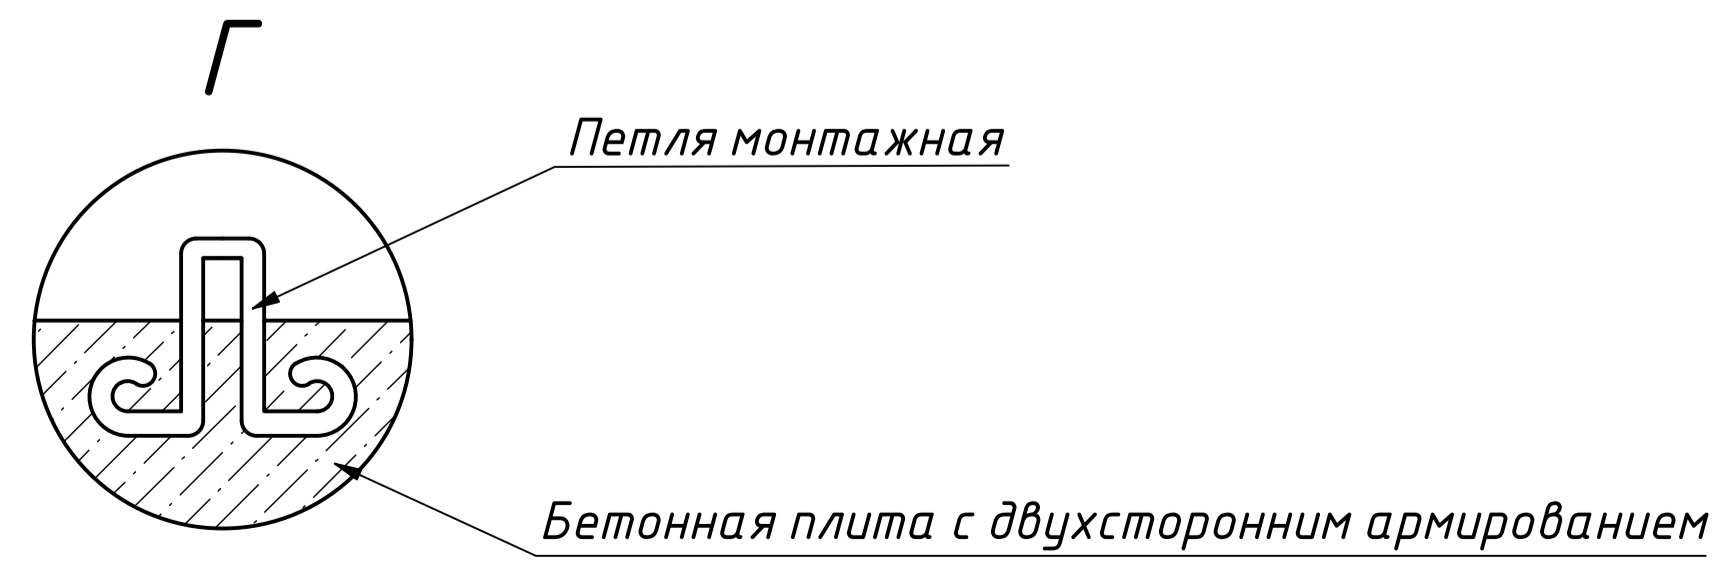 Г
Петля монтажная
Бетонная плита с двухсторонним армированием